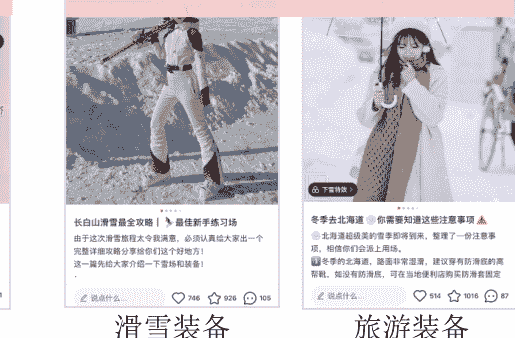 长白山滑雪最全攻略｜最佳新手练习场
由于这次滑雪旅程太令我满意，必须认真给大家出一个
完整详细攻略分享给你们这个好地方！
这一篇先给大家介绍一下雪场和装备！
说点什么... 746 926 105
滑雪装备
下雪特效 >
冬季去北海道❄️你需要知道这些注意事项⚠️
❄️北海道超级美的雪季即将到来，整理了一份注意事
项，相信你们会派上用场。
1️⃣冬季的北海道、路面非常湿滑，建议穿有防滑底的高
帮靴，如没有防滑底，可在当地便利店购买防滑套固定
说点什么... 514 1016 87
旅游装备